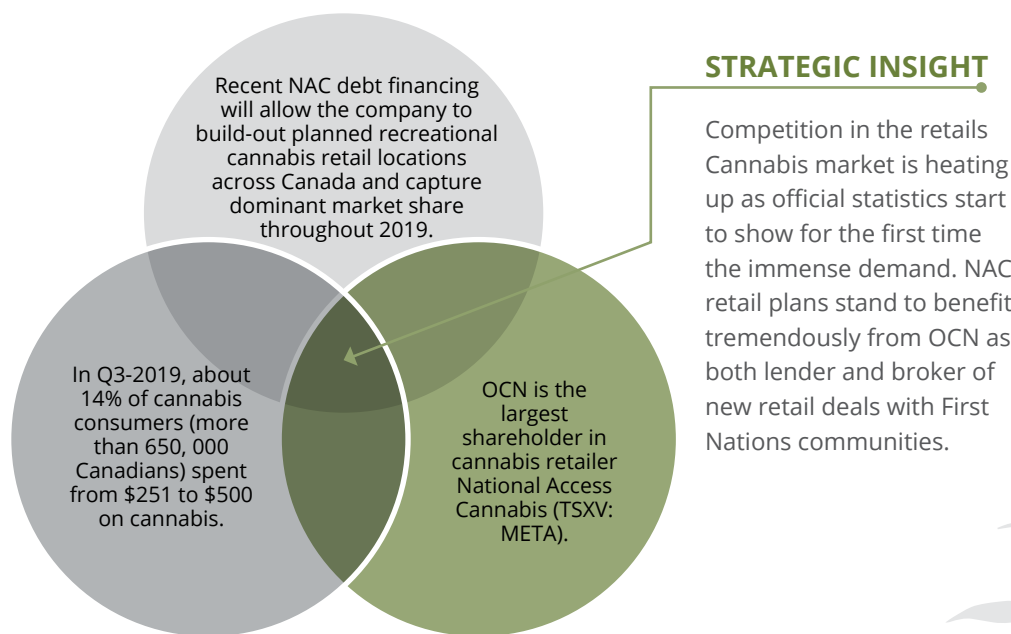 Recent NAC debt financing
will allow the company to
build-out planned recreational
cannabis retail locations
across Canada and capture
dominant market share
throughout 2019.
In Q3-2019, about
14% of cannabis
consumers (more
than 650, 000
Canadians) spent
from $251 to $500
on cannabis.
OCN is the
largest
shareholder in
cannabis retailer
National Access
Cannabis (TSXV:
META).
STRATEGIC INSIGHT
Competition in the retails
Cannabis market is heating
up as official statistics start
to show for the first time
the immense demand. NAC
retail plans stand to benefit
tremendously from OCN as
both lender and broker of
new retail deals with First
Nations communities.